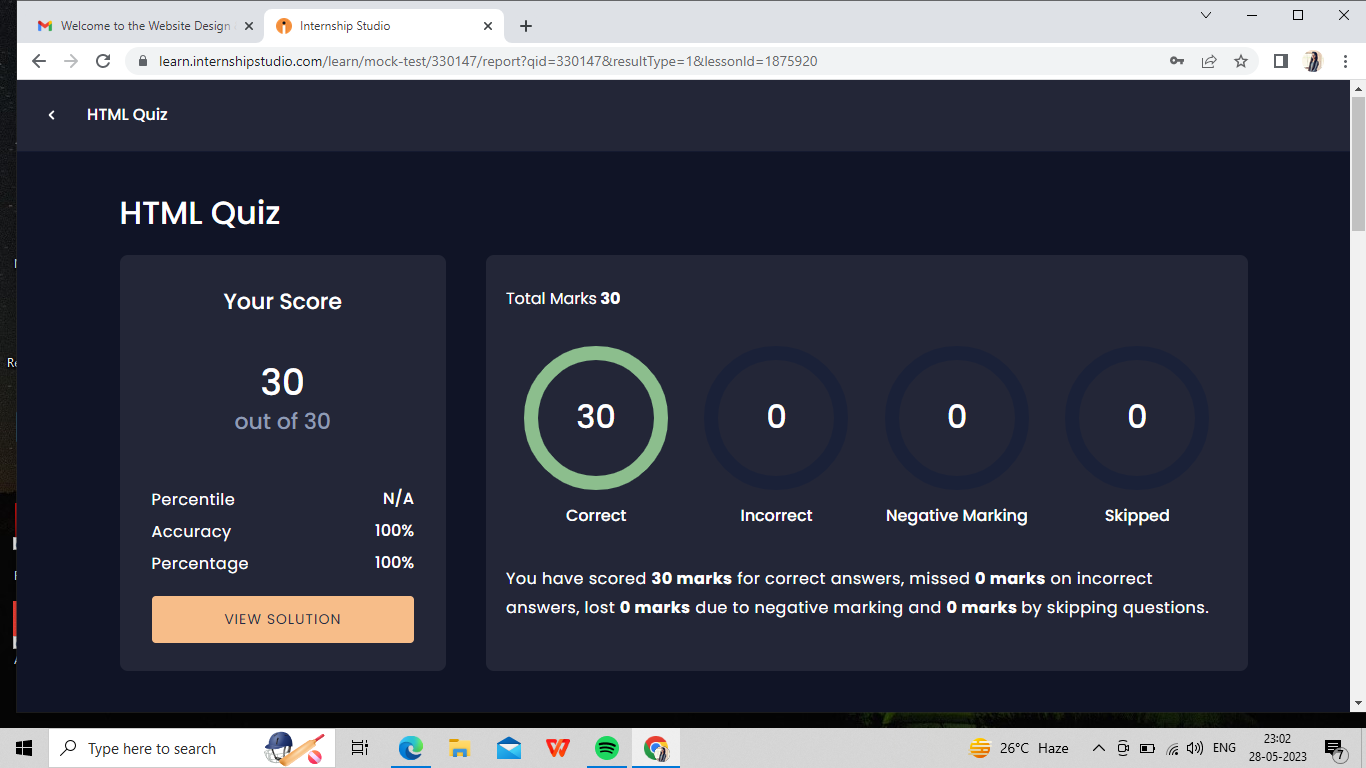 Welcome to the Website Design
Internship Studio
learn.internshipstudio.com/learn/mock-test/330147/report?qid=330147&resultType=1&lessonId=1875920
HTML Quiz
HTML Quiz
Your Score
30
out of 30
Percentile N/A
Accuracy 100%
Percentage 100%
VIEW SOLUTION
Total Marks 30
30 0 0 0
Correct Incorrect Negative Marking Skipped
You have scored 30 marks for correct answers, missed 0 marks on incorrect
answers, lost 0 marks due to negative marking and 0 marks by skipping questions.
Type here to search
26°C Haze
ENG
23:02
28-05-2023
7